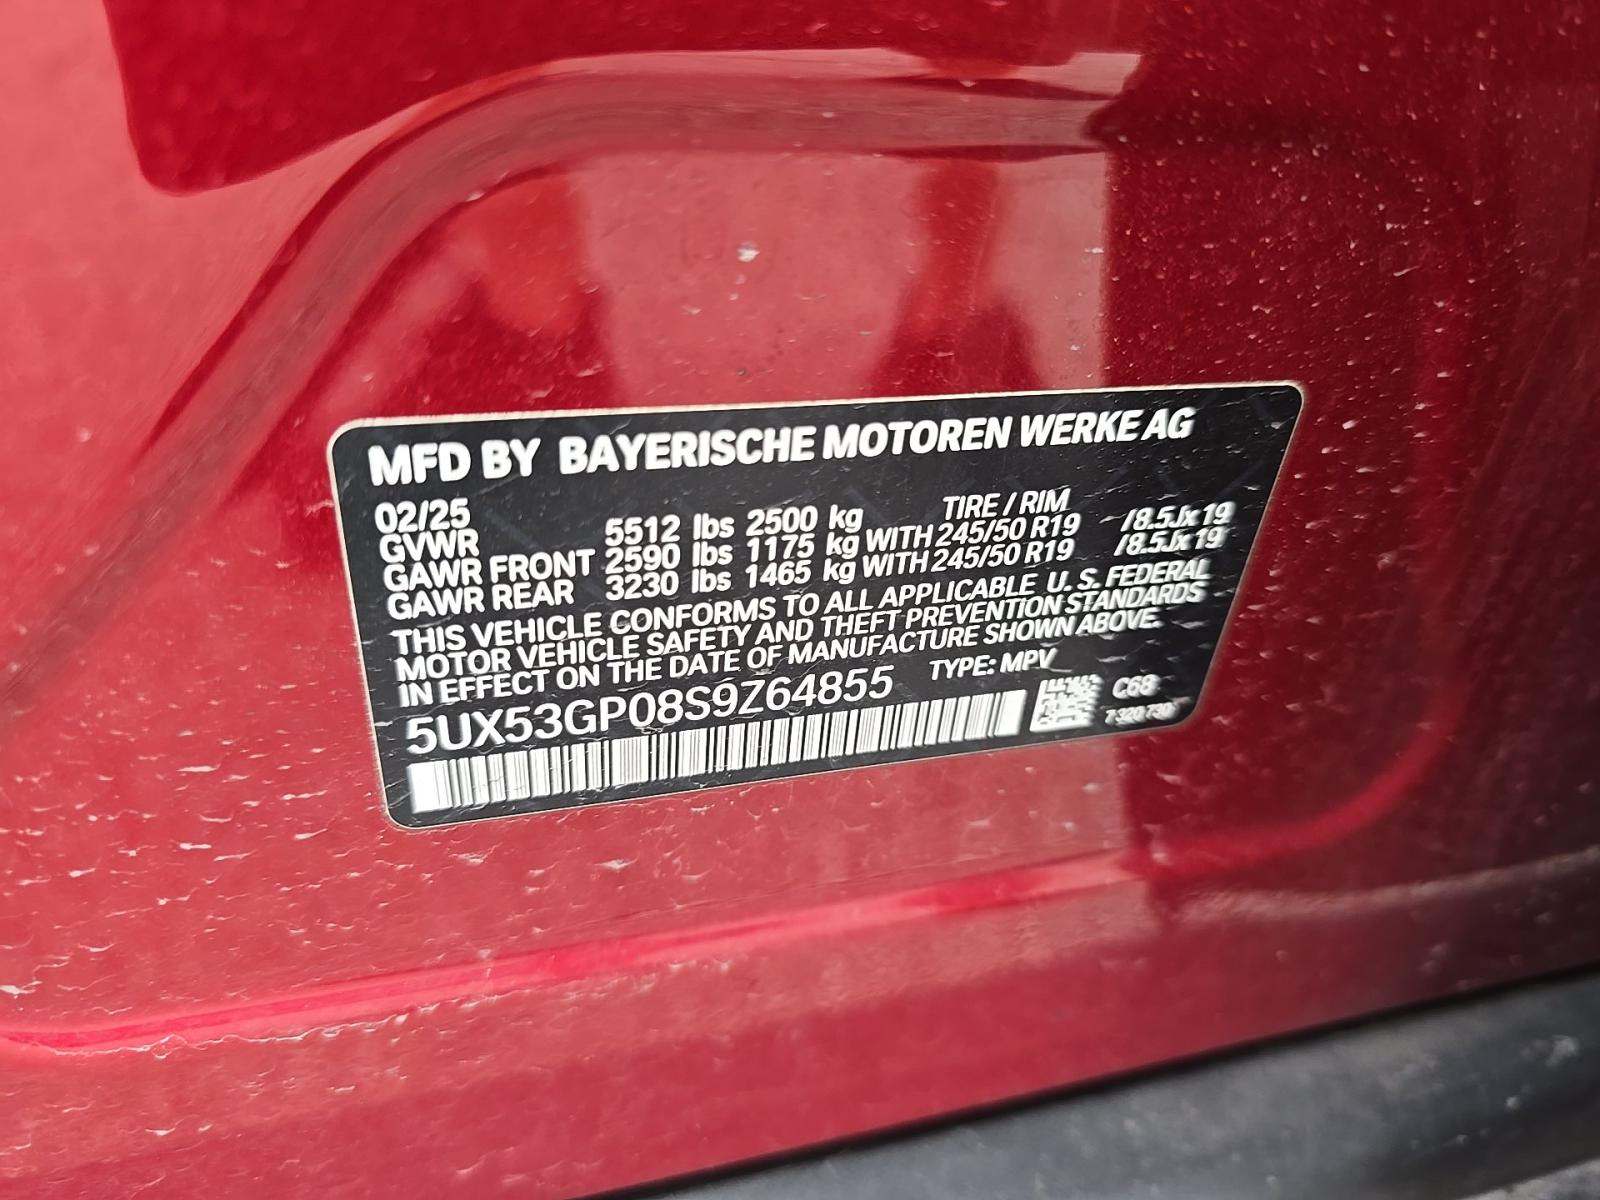 MFD BY BAYERISCHE MOTOREN WERKE AG
02/25 TIRE / RIM
GVWR 5512 lbs 2500 kg
GAWR FRONT 2590 lbs 1175 kg WITH 245/50 R19 /8.5Jx19
GAWR REAR 3230 lbs 1465 kg WITH 245/50 R19 /8.5Jx19
THIS VEHICLE CONFORMS TO ALL APPLICABLE U. S. FEDERAL
MOTOR VEHICLE SAFETY AND THEFT PREVENTION STANDARDS
IN EFFECT ON THE DATE OF MANUFACTURE SHOWN ABOVE.
5UX53GP08S9Z64855 TYPE: MPV
C68